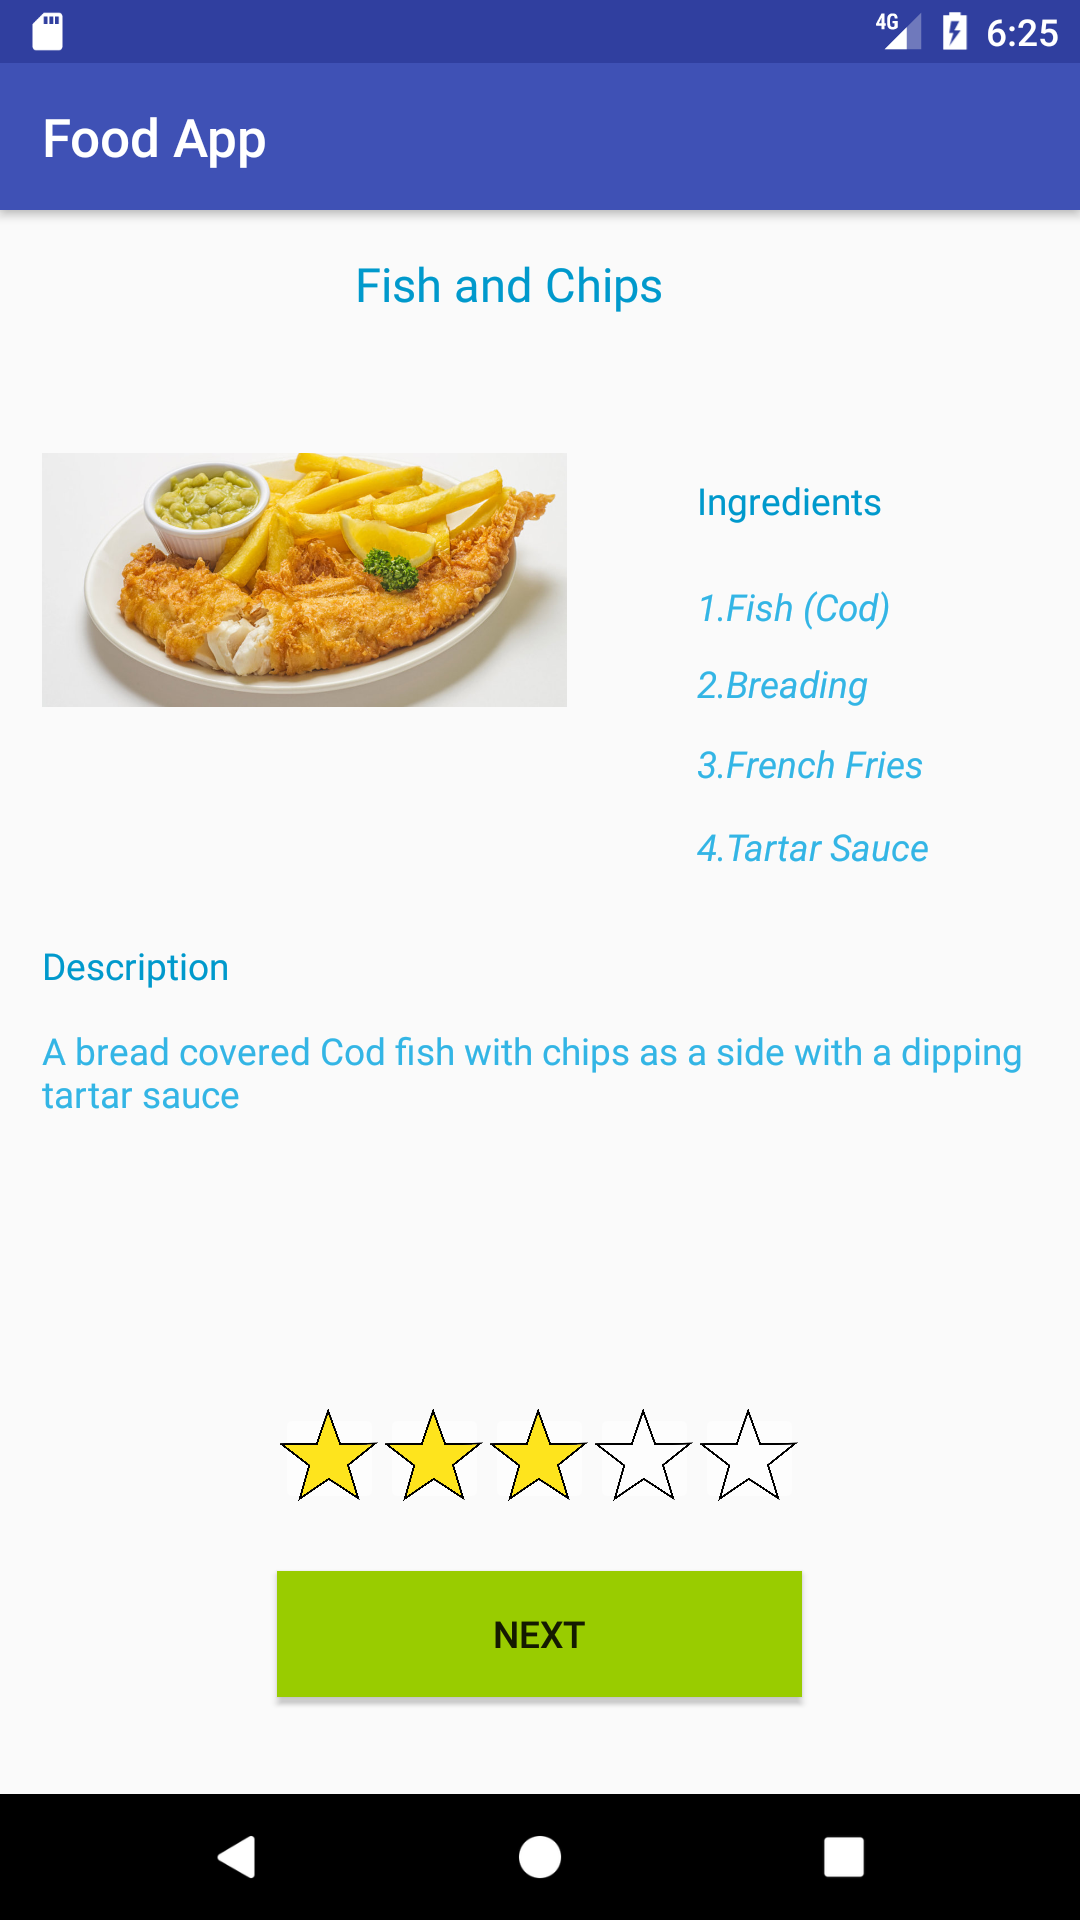 4G 6:25
Food App
Fish and Chips
Ingredients
1.Fish (Cod)
2.Breading
3.French Fries
4.Tartar Sauce
Description
A bread covered Cod fish with chips as a side with a dipping
tartar sauce
NEXT